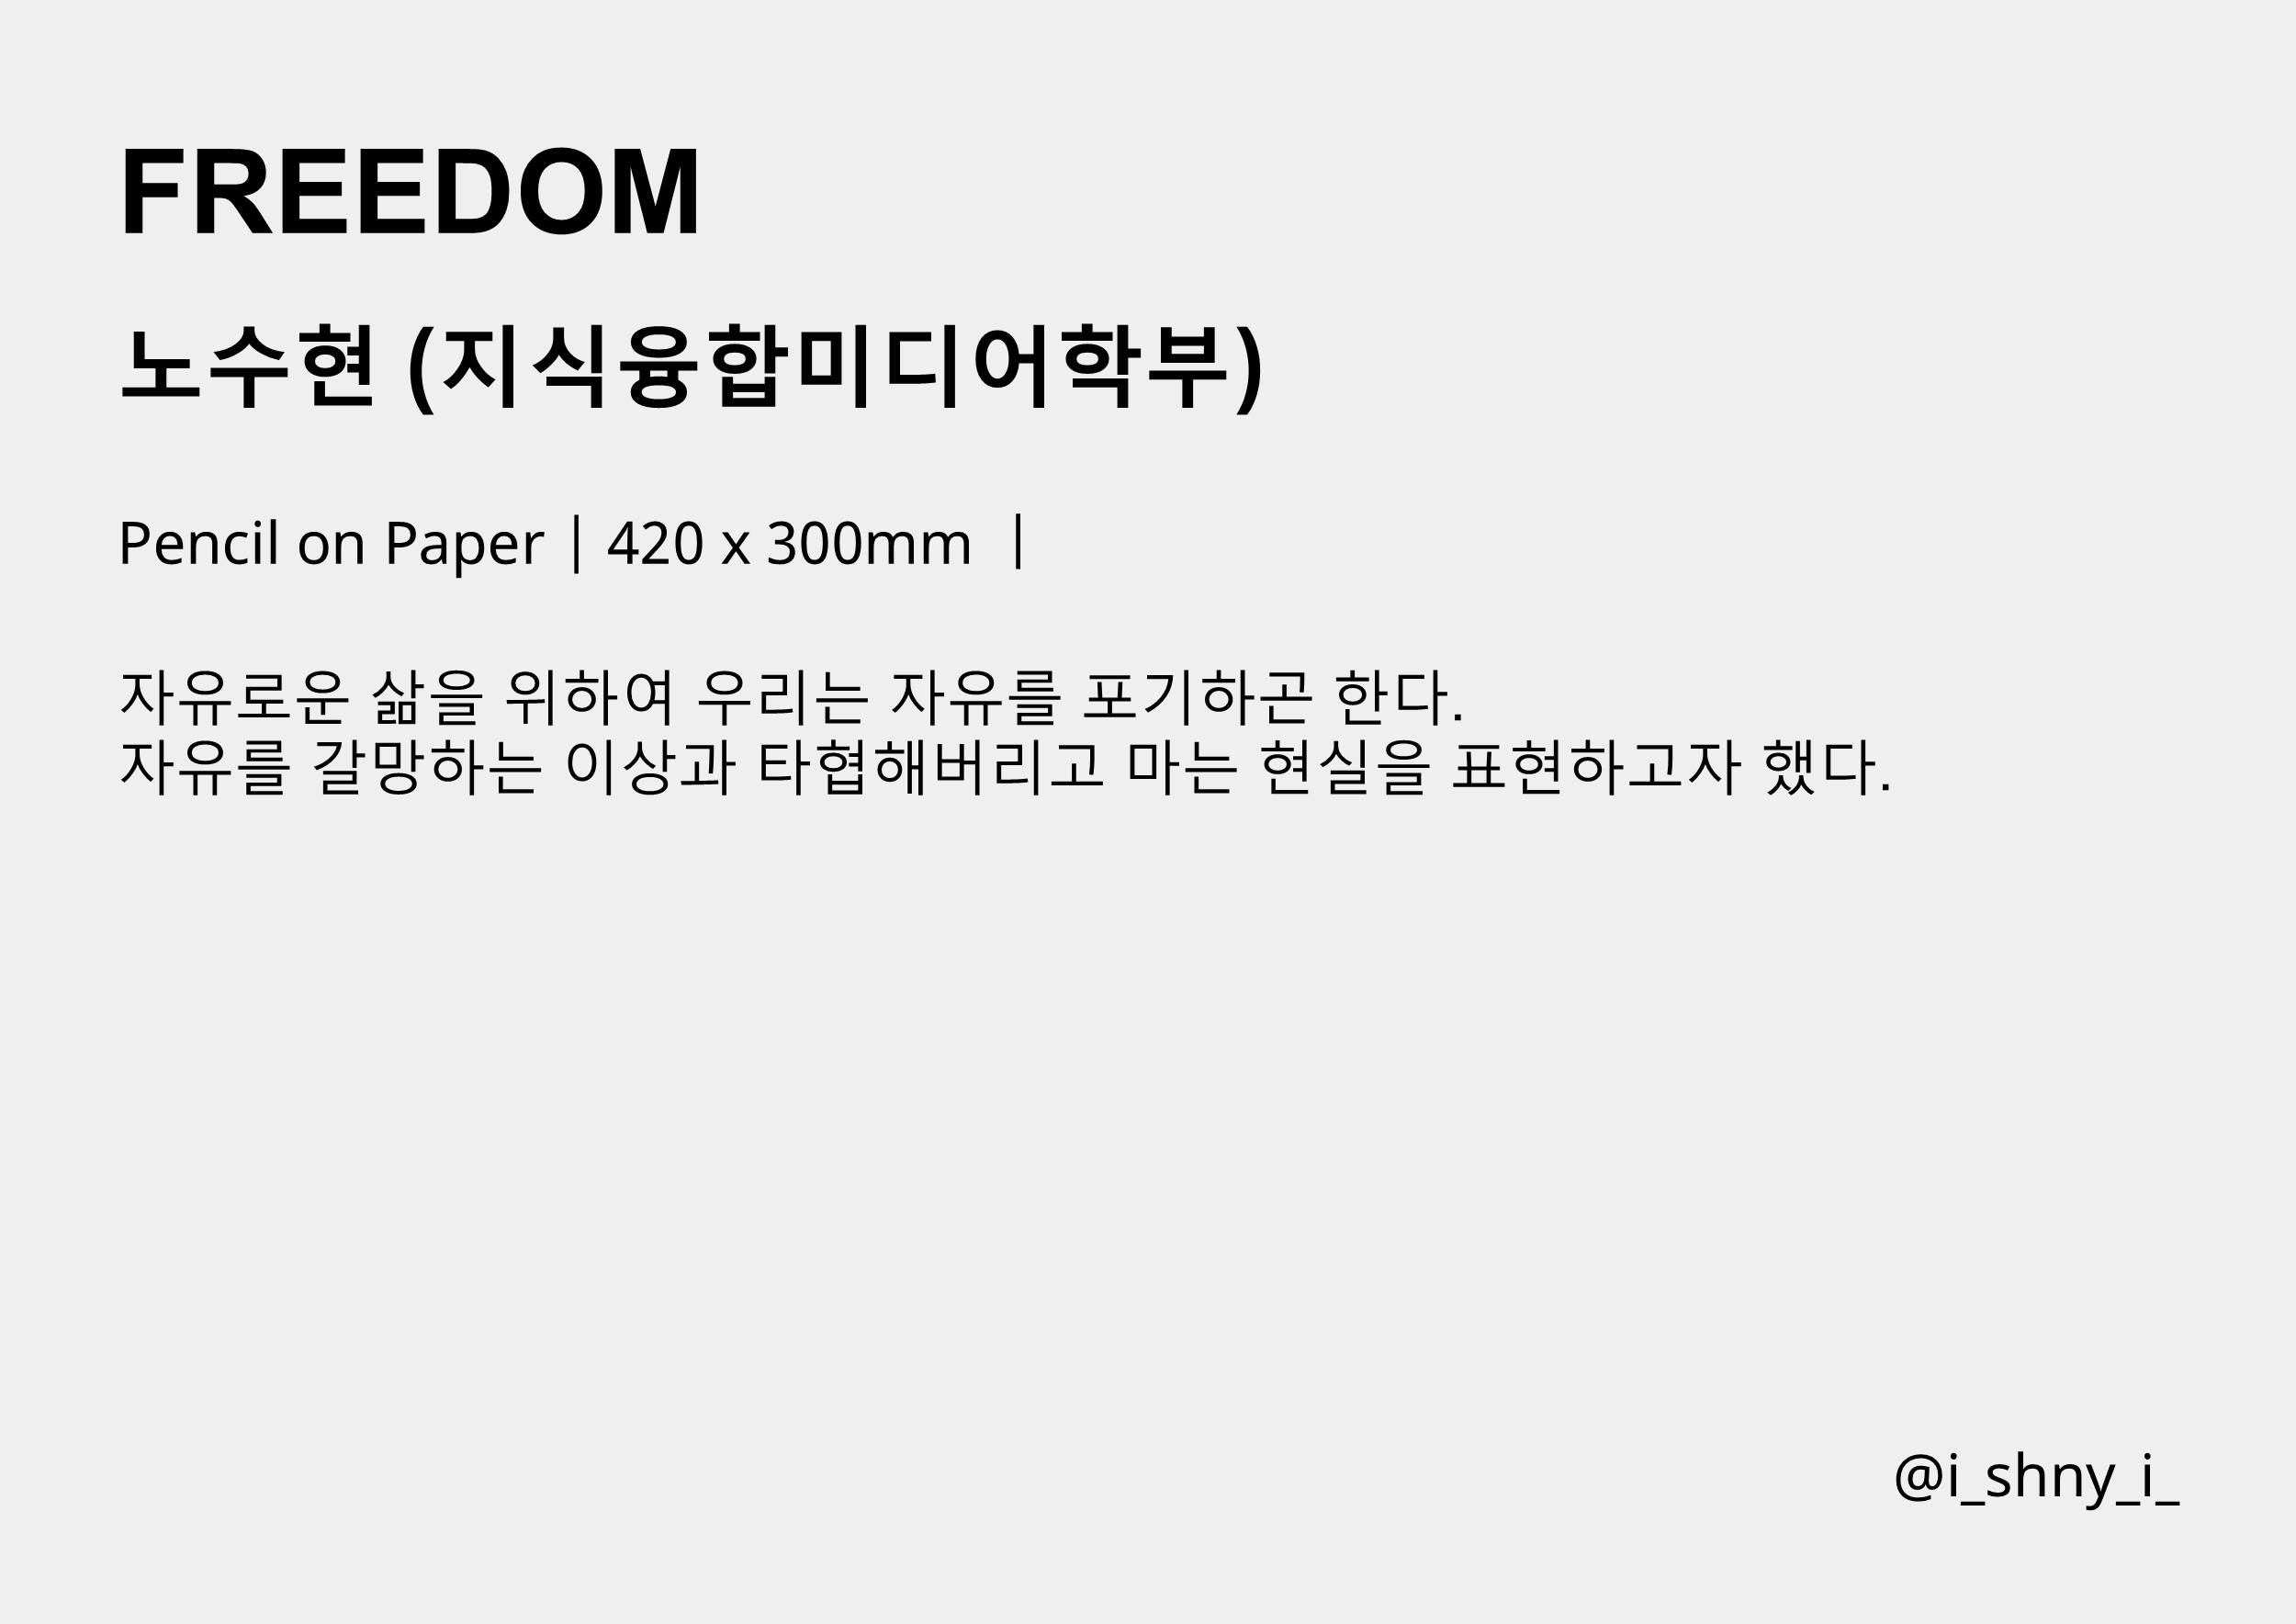 FREEDOM
노수현 (지식융합미디어학부)
Pencil on Paper | 420 x 300mm |
자유로운 삶을 위하여 우리는 자유를 포기하곤 한다.
자유를 갈망하는 이상과 타협해버리고 마는 현실을 표현하고자 했다.
@i_shny_i_